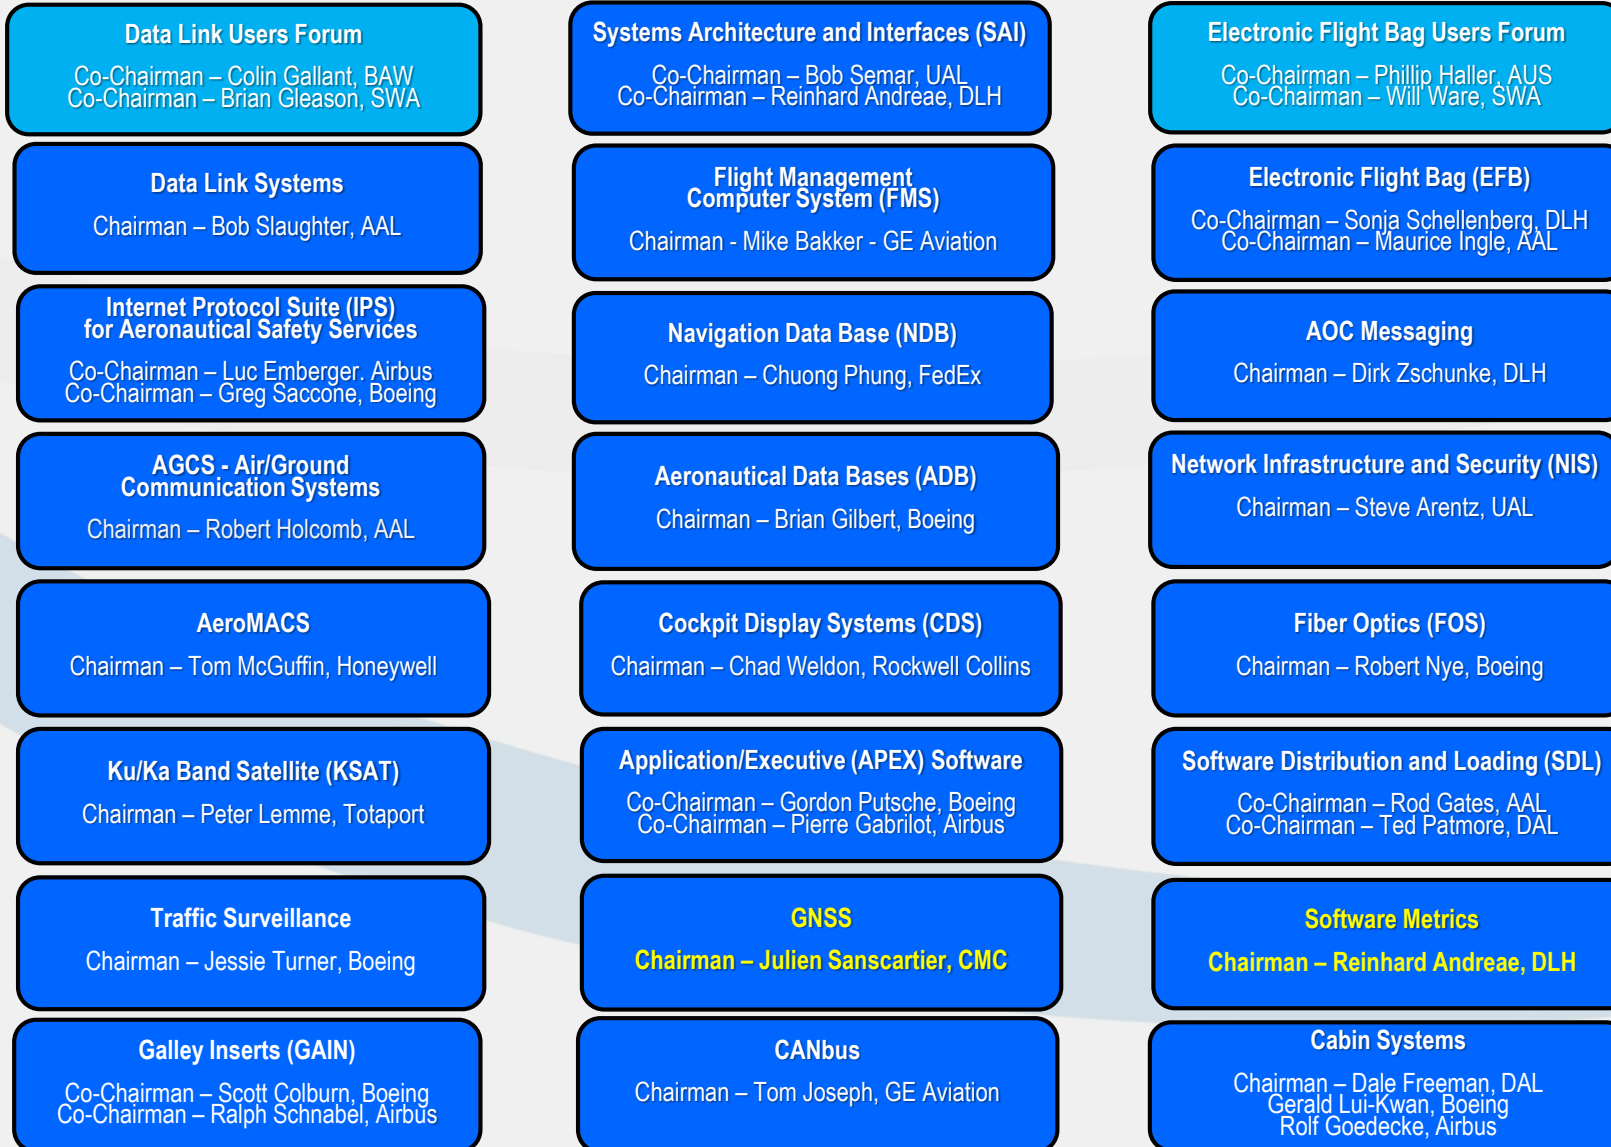 Data Link Users Forum
Co-Chairman – Colin Gallant, BAW
Co-Chairman – Brian Gleason, SWA
Systems Architecture and Interfaces (SAI)
Co-Chairman – Bob Semar, UAL
Co-Chairman – Reinhard Andreae, DLH
Electronic Flight Bag Users Forum
Co-Chairman – Phillip Haller, AUS
Co-Chairman – Will Ware, SWA
Data Link Systems
Chairman – Bob Slaughter, AAL
Flight Management
Computer System (FMS)
Chairman - Mike Bakker - GE Aviation
Electronic Flight Bag (EFB)
Co-Chairman – Sonja Schellenberg, DLH
Co-Chairman – Maurice Ingle, AAL
Internet Protocol Suite (IPS)
for Aeronautical Safety Services
Co-Chairman – Luc Emberger. Airbus
Co-Chairman – Greg Saccone, Boeing
Navigation Data Base (NDB)
Chairman – Chuong Phung, FedEx
AOC Messaging
Chairman – Dirk Zschunke, DLH
AGCS - Air/Ground
Communication Systems
Chairman – Robert Holcomb, AAL
Aeronautical Data Bases (ADB)
Chairman – Brian Gilbert, Boeing
Network Infrastructure and Security (NIS)
Chairman – Steve Arentz, UAL
AeroMACS
Chairman – Tom McGuffin, Honeywell
Cockpit Display Systems (CDS)
Chairman – Chad Weldon, Rockwell Collins
Fiber Optics (FOS)
Chairman – Robert Nye, Boeing
Ku/Ka Band Satellite (KSAT)
Chairman – Peter Lemme, Totaport
Application/Executive (APEX) Software
Co-Chairman – Gordon Putsche, Boeing
Co-Chairman – Pierre Gabrilot, Airbus
Software Distribution and Loading (SDL)
Co-Chairman – Rod Gates, AAL
Co-Chairman – Ted Patmore, DAL
Traffic Surveillance
Chairman – Jessie Turner, Boeing
GNSS
Chairman – Julien Sanscartier, CMC
Software Metrics
Chairman – Reinhard Andreae, DLH
Galley Inserts (GAIN)
Co-Chairman – Scott Colburn, Boeing
Co-Chairman – Ralph Schnabel, Airbus
CANbus
Chairman – Tom Joseph, GE Aviation
Cabin Systems
Chairman – Dale Freeman, DAL
Gerald Lui-Kwan, Boeing
Rolf Goedecke, Airbus